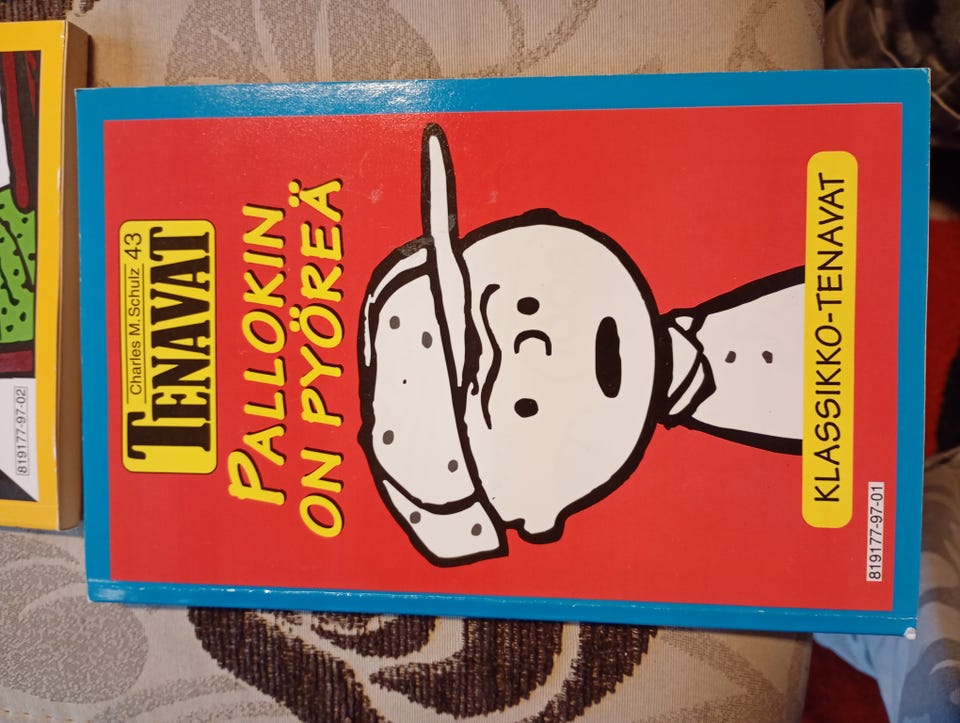 Charles M. Schulz 43
TENAVAT
PALLOKIN
ON PYÖREÄ
KLASSIKKO-TENAVAT
819177-97-01
819177-97-02